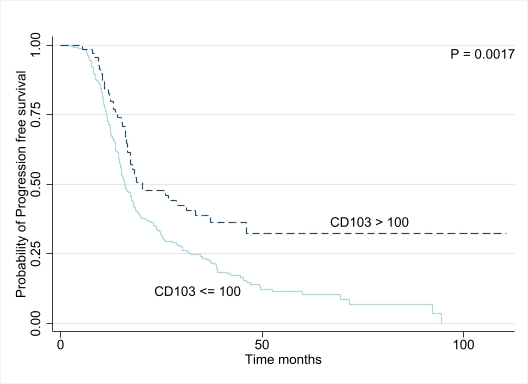 P = 0.0017
1.00
0.75
0.50
0.25
0.00
Probability of Progression free survival
CD103 > 100
CD103 <= 100
0
50
100
Time months